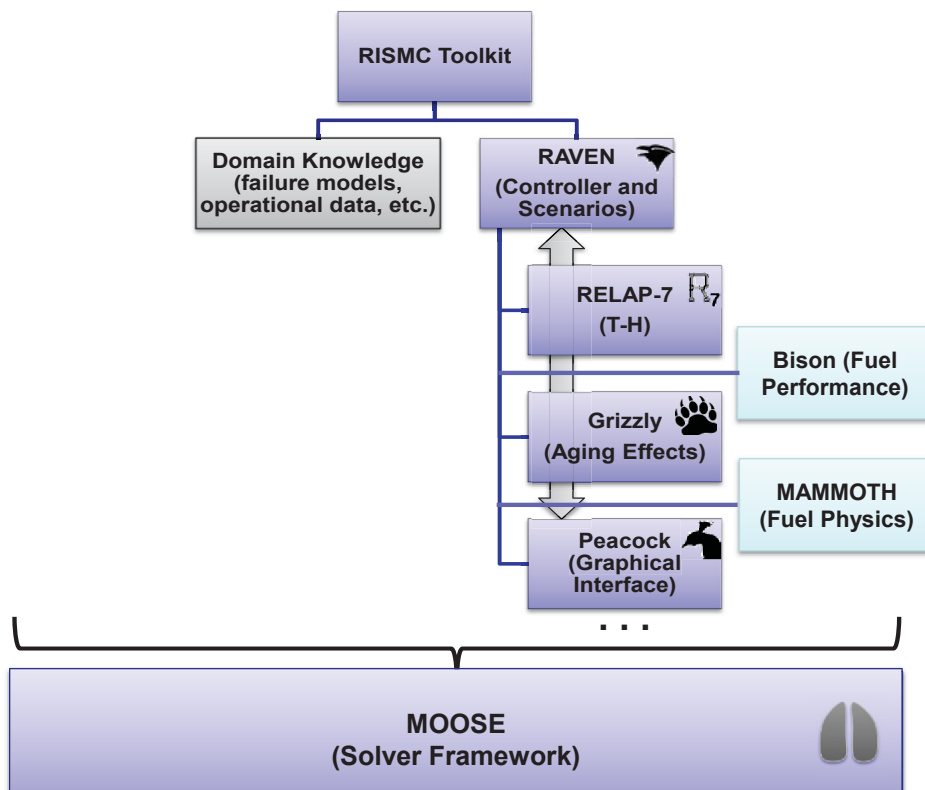 RISMC Toolkit
Domain Knowledge
(failure models,
operational data, etc.)
RAVEN
(Controller and
Scenarios)
RELAP-7
(T-H)
R7
Bison (Fuel
Performance)
Grizzly
(Aging Effects)
MAMMOTH
(Fuel Physics)
Peacock
(Graphical
Interface)
. . .
MOOSE
(Solver Framework)